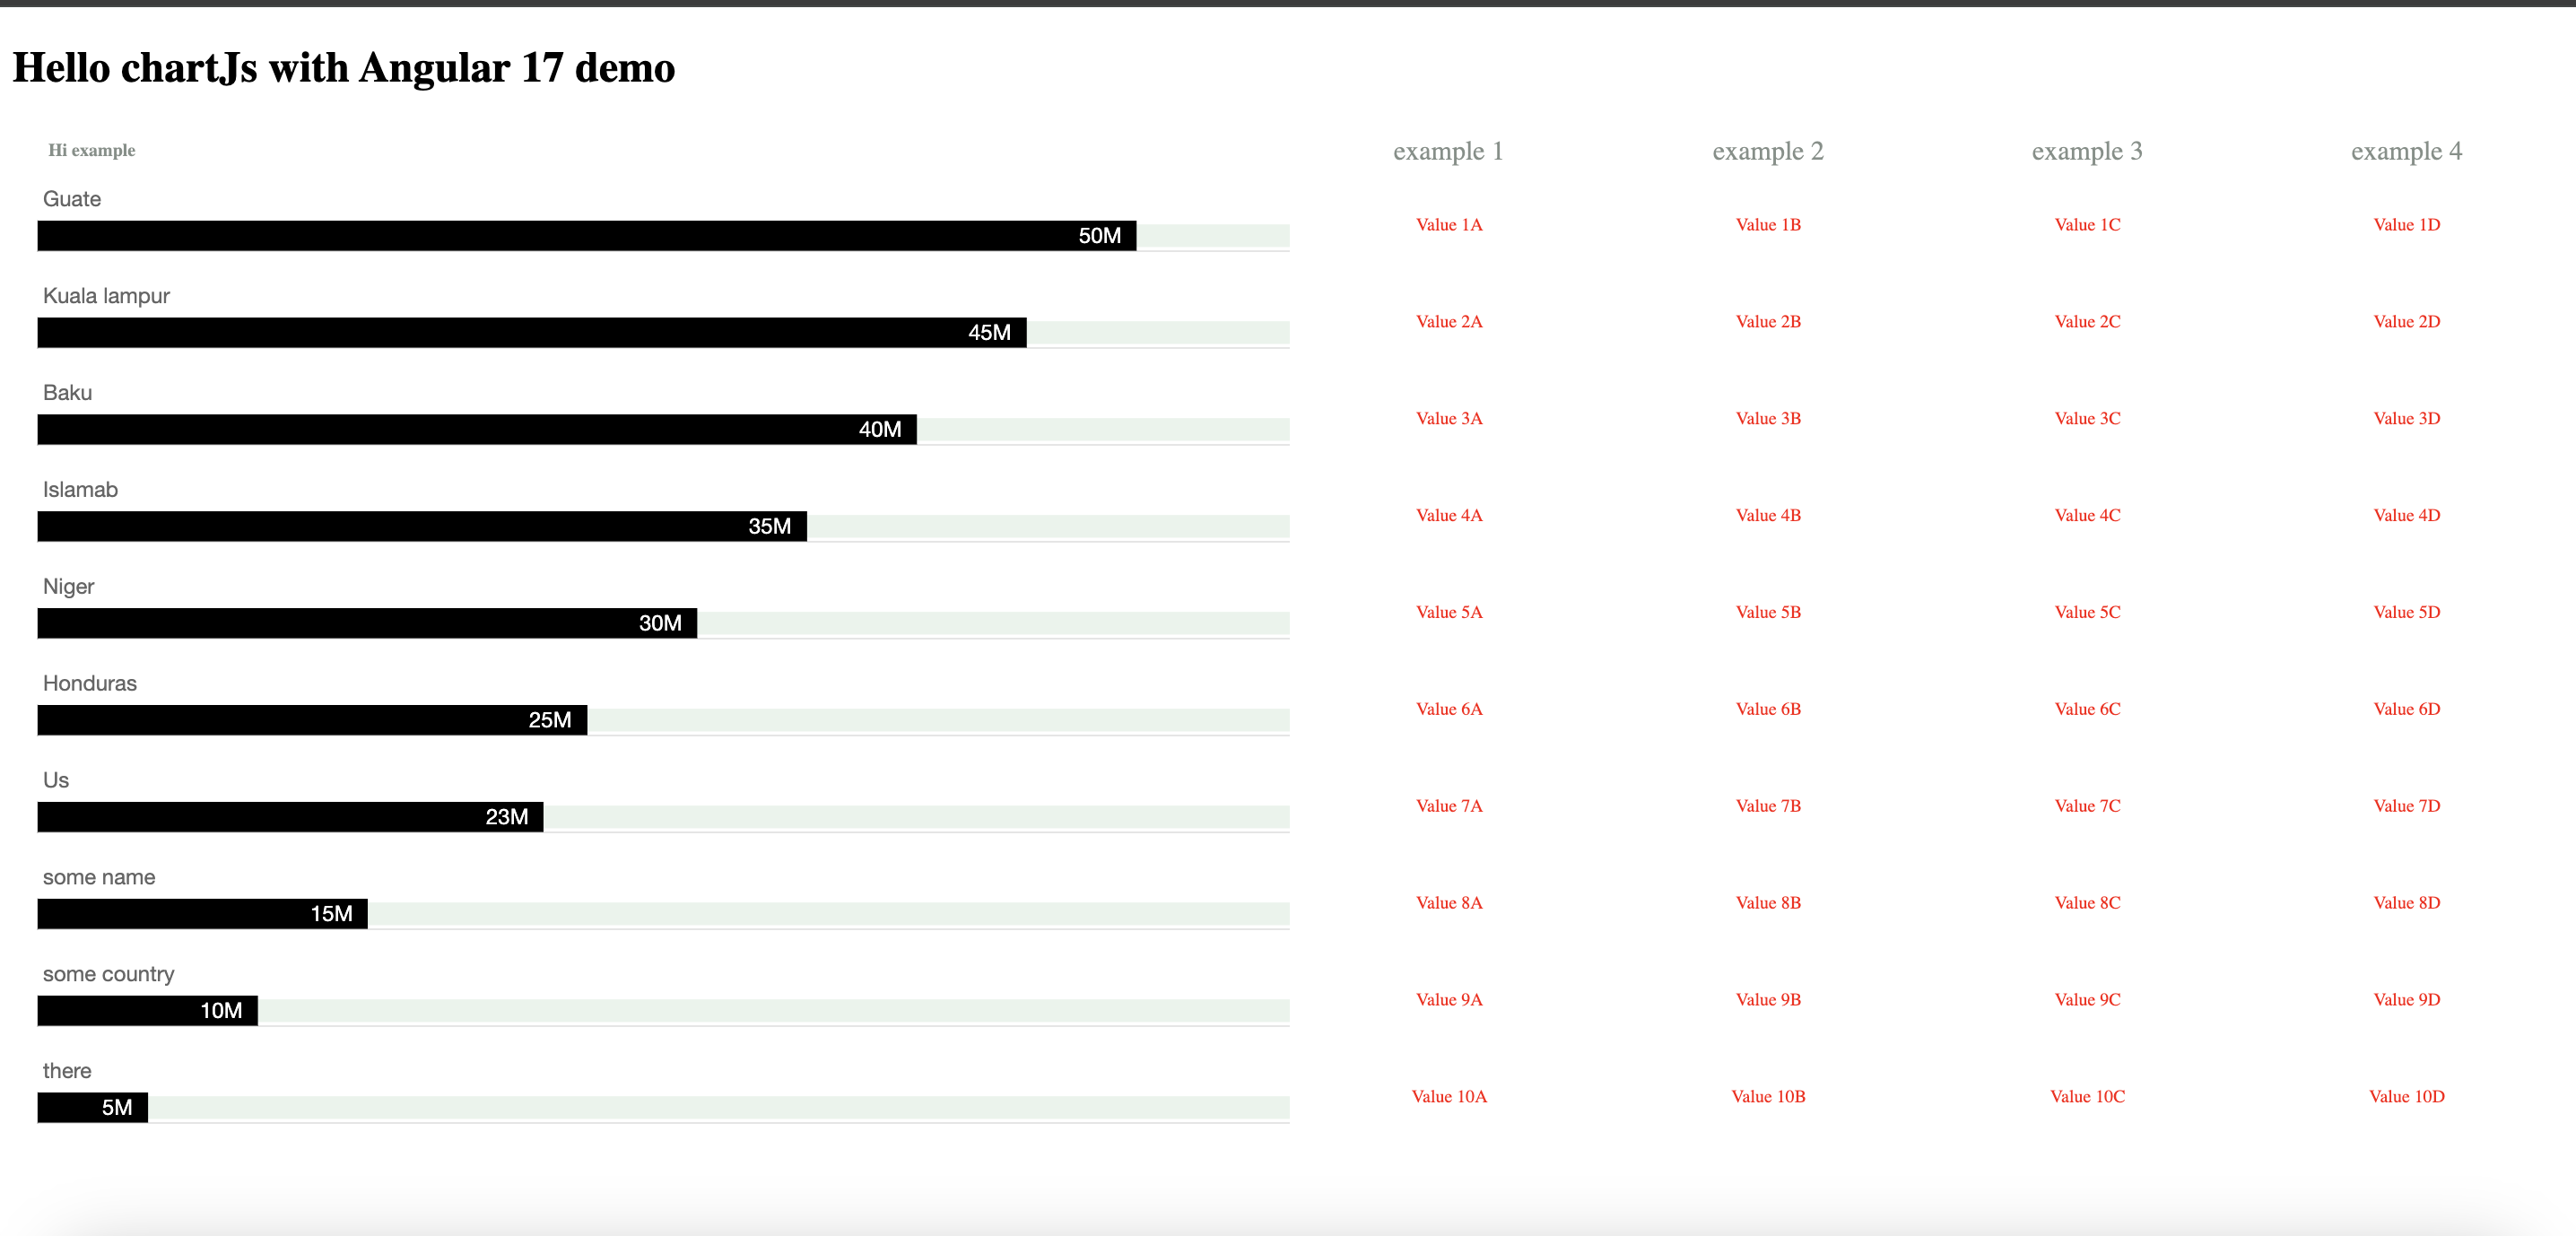 Hello chartJs with Angular 17 demo
Hi example example 1 example 2 example 3 example 4
Guate
50M Value 1A Value 1B Value 1C Value 1D
Kuala lampur
45M Value 2A Value 2B Value 2C Value 2D
Baku
40M Value 3A Value 3B Value 3C Value 3D
Islamab
35M Value 4A Value 4B Value 4C Value 4D
Niger
30M Value 5A Value 5B Value 5C Value 5D
Honduras
25M Value 6A Value 6B Value 6C Value 6D
Us
23M Value 7A Value 7B Value 7C Value 7D
some name
15M Value 8A Value 8B Value 8C Value 8D
some country
10M Value 9A Value 9B Value 9C Value 9D
there
5M Value 10A Value 10B Value 10C Value 10D